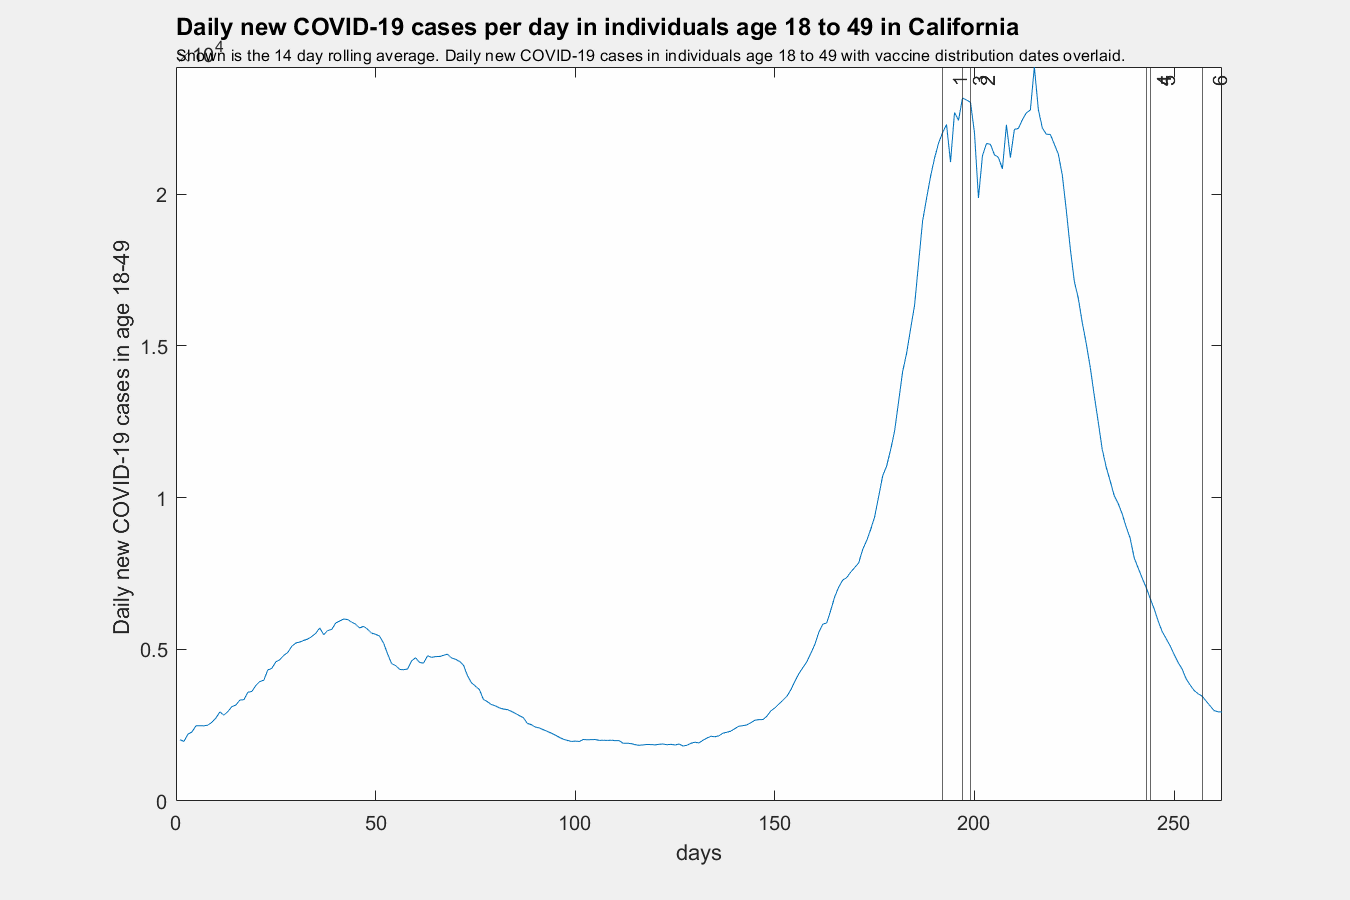 Daily new COVID-19 cases per day in individuals age 18 to 49 in California
Shown is the 14 day rolling average. Daily new COVID-19 cases in individuals age 18 to 49 with vaccine distribution dates overlaid.
×10^4
1
3
2
4
5
6
2
1.5
1
0.5
0
Daily new COVID-19 cases in age 18-49
0 50 100 150 200 250
days